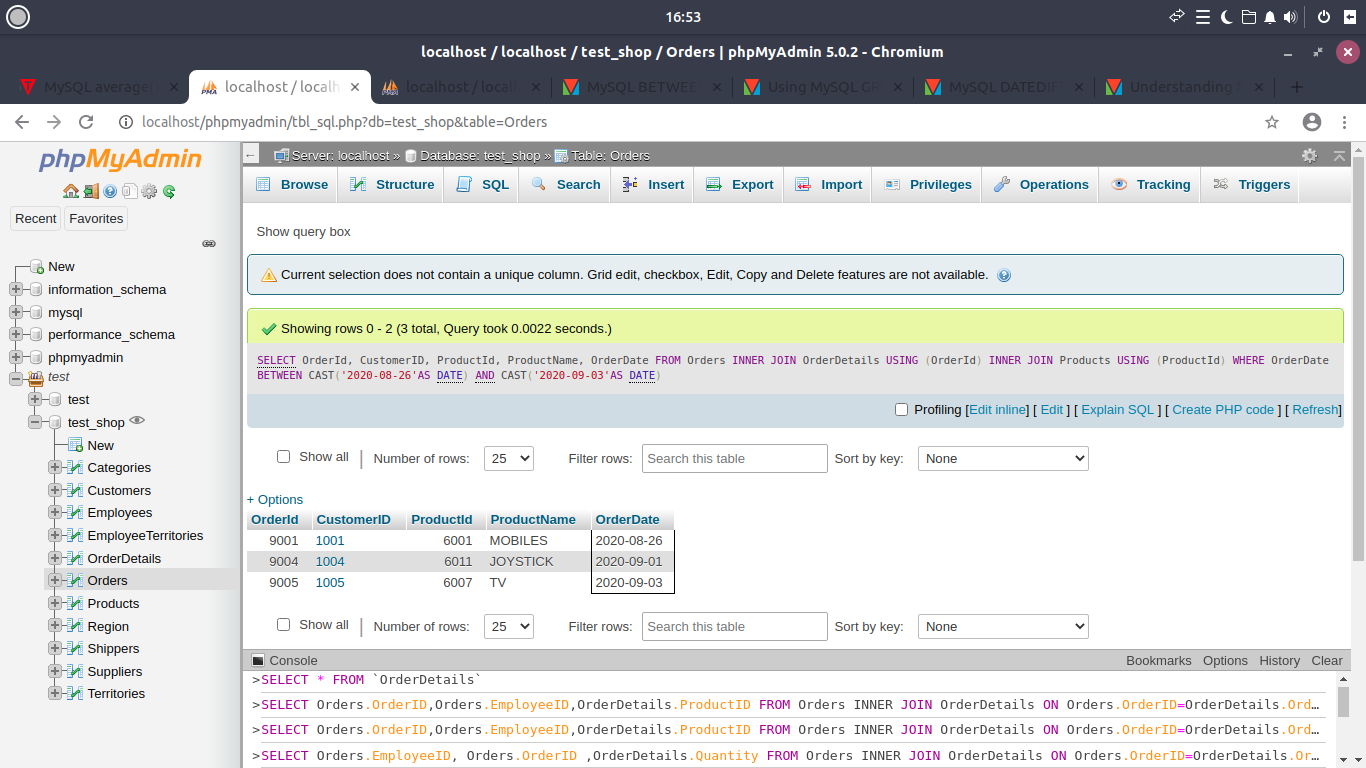 16:53
localhost / localhost / test_shop / Orders | phpMyAdmin 5.0.2 - Chromium
MySQL average
localhost / localh
localhost / locall
MySQL BETWEE
Using MySQL GR
MySQL DATEDIF
Understanding
localhost/phpmyadmin/tbl_sql.php?db=test_shop&table=Orders
phpMyAdmin
Recent
Favorites
New
information_schema
mysql
performance_schema
phpmyadmin
test
test
test_shop
New
Categories
Customers
Employees
EmployeeTerritories
OrderDetails
Orders
Products
Region
Shippers
Suppliers
Territories
Server: localhost » Database: test_shop » Table: Orders
Browse Structure SQL Search Insert Export Import Privileges Operations Tracking Triggers
Show query box
Current selection does not contain a unique column. Grid edit, checkbox, Edit, Copy and Delete features are not available.
Showing rows 0 - 2 (3 total, Query took 0.0022 seconds.)
SELECT OrderId, CustomerID, ProductId, ProductName, OrderDate FROM Orders INNER JOIN OrderDetails USING (OrderId) INNER JOIN Products USING (ProductId) WHERE OrderDate
BETWEEN CAST('2020-08-26'AS DATE) AND CAST('2020-09-03'AS DATE)
Profiling [Edit inline] [ Edit ] [ Explain SQL ] [ Create PHP code ] [ Refresh]
Show all | Number of rows: 25 Filter rows: Search this table Sort by key: None
+ Options
OrderId CustomerID ProductId ProductName OrderDate
9001 1001 6001 MOBILES 2020-08-26
9004 1004 6011 JOYSTICK 2020-09-01
9005 1005 6007 TV 2020-09-03
Show all | Number of rows: 25 Filter rows: Search this table Sort by key: None
Console Bookmarks Options History Clear
>SELECT * FROM `OrderDetails`
>SELECT Orders.OrderID,Orders.EmployeeID,OrderDetails.ProductID FROM Orders INNER JOIN OrderDetails ON Orders.OrderID=OrderDetails.Ord…
>SELECT Orders.OrderID,Orders.EmployeeID,OrderDetails.ProductID FROM Orders INNER JOIN OrderDetails ON Orders.OrderID=OrderDetails.Ord…
>SELECT Orders.EmployeeID, Orders.OrderID ,OrderDetails.Quantity FROM Orders INNER JOIN OrderDetails ON Orders.OrderID=OrderDetails.Or…